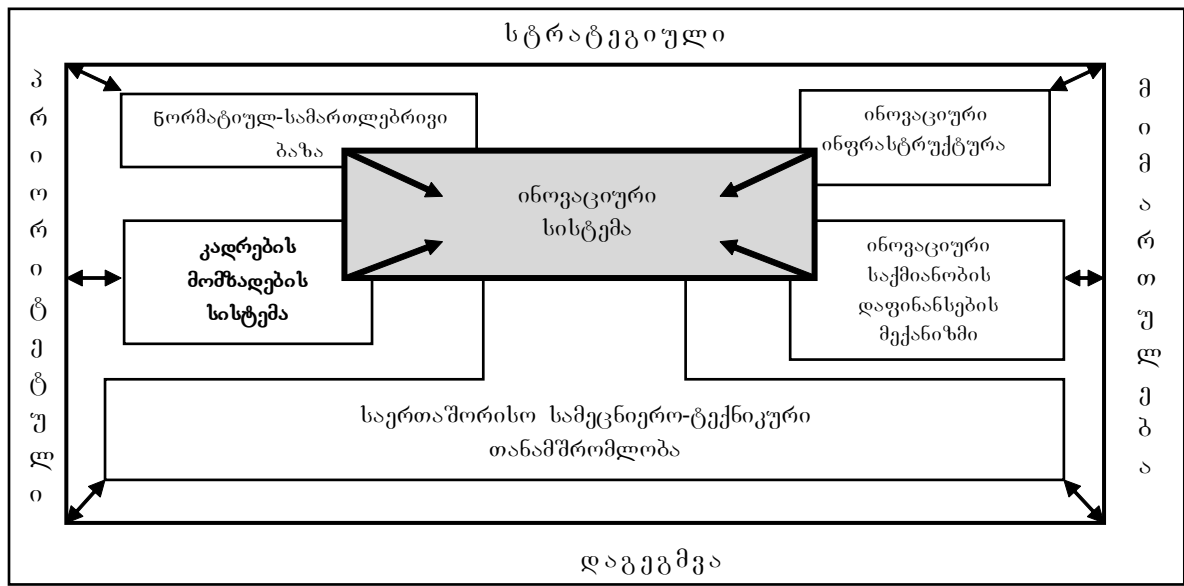 სტრატეგიული
პრიორიტეტული
ნორმატიულ-სამართლებრივი
ბაზა
ინოვაციური
ინფრასტრუქტურა
ინოვაციური
სისტემა
კადრების
მომზადების
სისტემა
ინოვაციური
საქმიანობის
დაფინანსების
მექანიზმი
საერთაშორისო სამეცნიერო-ტექნიკური
თანამშრომლობა
მიმართულება
დაგეგმვა